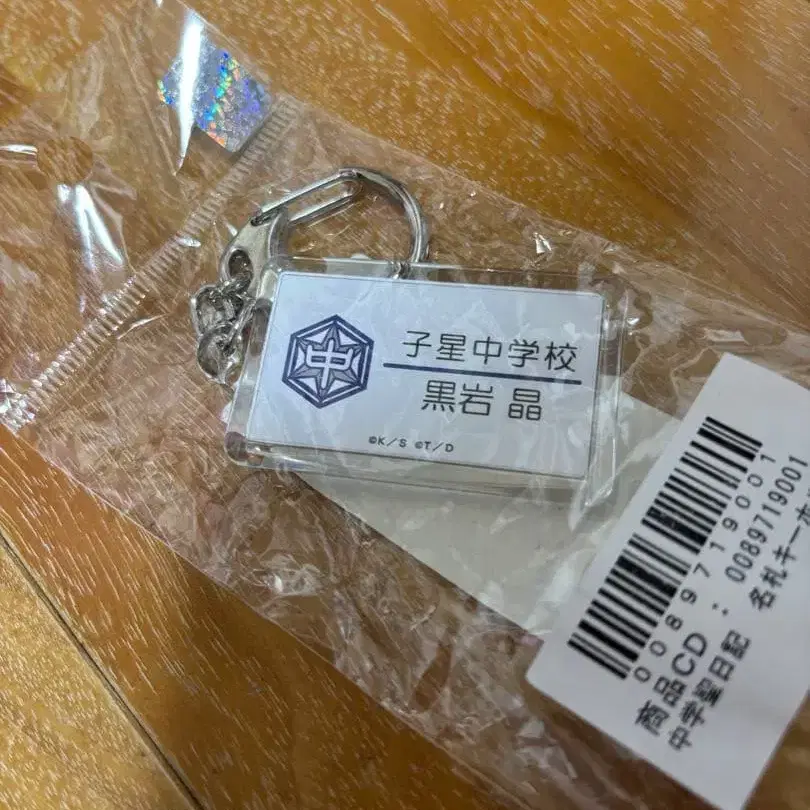 中
子星中学校
黒岩 晶
©K/S ©T/D
0089719001
商品CD : 0089719001
中学聖日記 名札キーホ